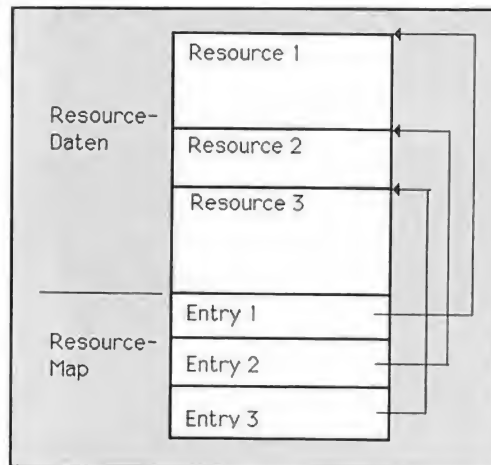 Resource 1
Resource-
Daten
Resource 2
Resource 3
Entry 1
Resource-
Map
Entry 2
Entry 3